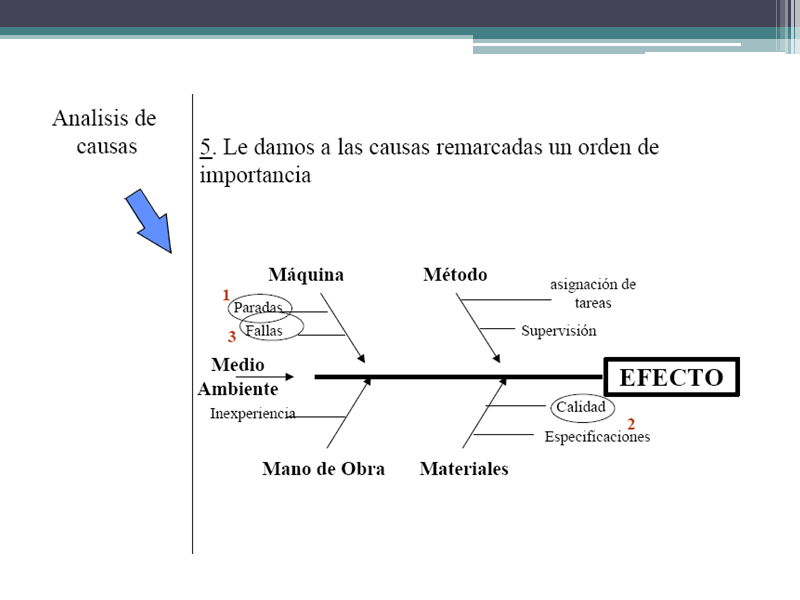 Analisis de
causas
5. Le damos a las causas remarcadas un orden de
importancia
Máquina
Método
1
Paradas
3
Fallas
asignación de
tareas
Supervisión
Medio
Ambiente
EFECTO
Inexperiencia
Calidad
2
Especificaciones
Mano de Obra
Materiales